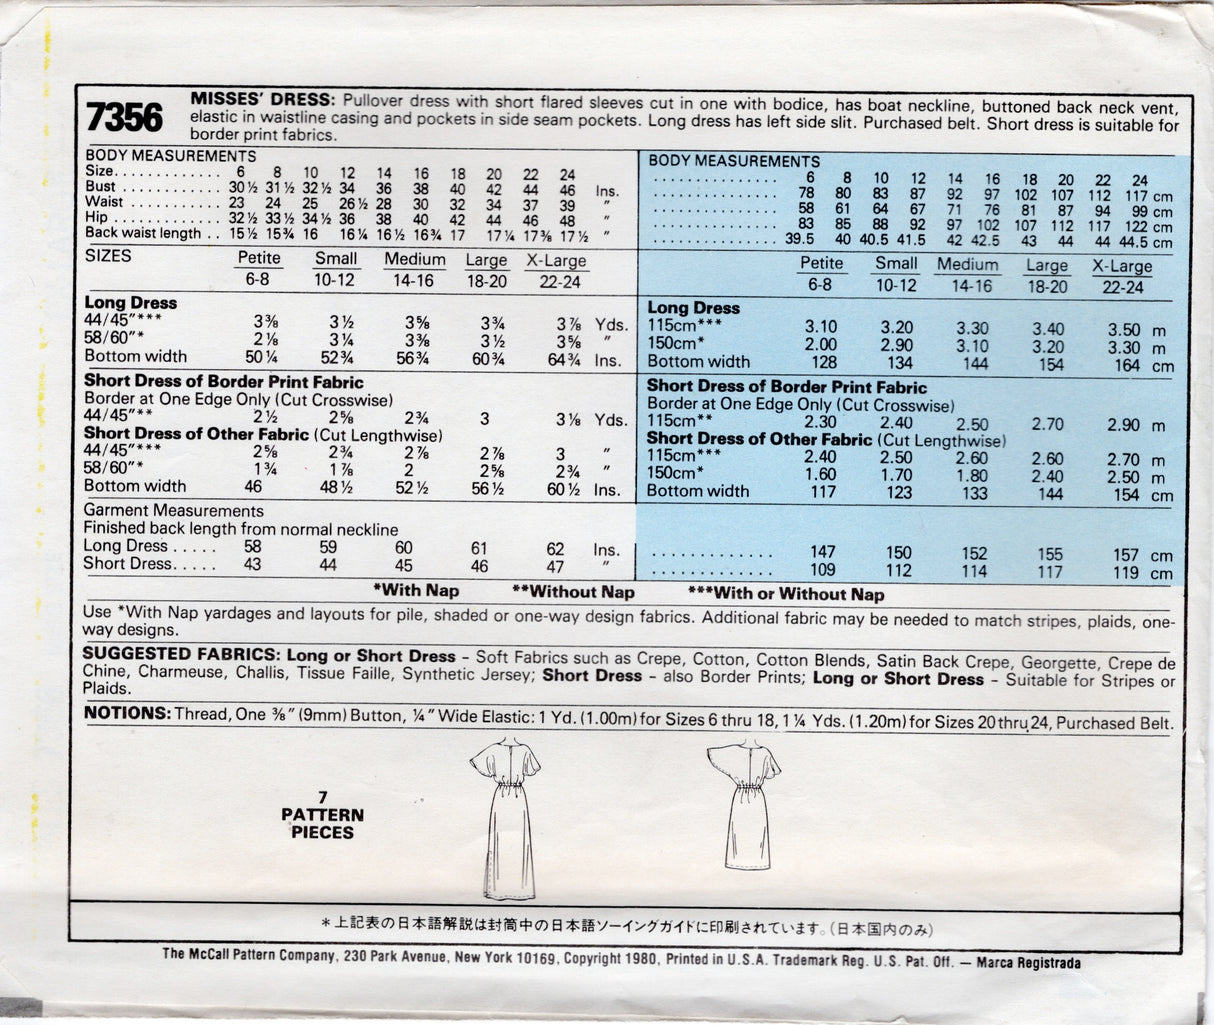 7356
MISSES' DRESS: Pullover dress with short flared sleeves cut in one with bodice, has boat neckline, buttoned back neck vent,
elastic in waistline casing and pockets in side seam pockets. Long dress has left side slit. Purchased belt. Short dress is suitable for
border print fabrics.
BODY MEASUREMENTS
Size............. 6 8 10 12 14 16 18 20 22 24
Bust ............ 30½ 31½ 32½ 34 36 38 40 42 44 46 Ins.
Waist ........... 23 24 25 26½ 28 30 32 34 37 39 "
Hip ............. 32½ 33½ 34½ 36 38 40 42 44 46 48 "
Back waist length .. 15½ 15¾ 16 16¼ 16½ 16¾ 17 17¼ 17⅜ 17½ "
SIZES Petite Small Medium Large X-Large
6-8 10-12 14-16 18-20 22-24
Long Dress
44/45"*** 3⅜ 3½ 3⅝ 3¾ 3⅞ Yds.
58/60"* 2⅛ 3¼ 3⅜ 3½ 3⅝ "
Bottom width 50¼ 52¾ 56¾ 60¾ 64¾ Ins.
Short Dress of Border Print Fabric
Border at One Edge Only (Cut Crosswise)
44/45"** 2½ 2⅝ 2¾ 3 3⅛ Yds.
Short Dress of Other Fabric (Cut Lengthwise)
44/45"*** 2⅝ 2¾ 2⅞ 2⅞ 3 "
58/60"* 1¾ 1⅞ 2 2⅝ 2¾ "
Bottom width 46 48½ 52½ 56½ 60½ Ins.
Garment Measurements
Finished back length from normal neckline
Long Dress ..... 58 59 60 61 62 Ins.
Short Dress..... 43 44 45 46 47 "
BODY MEASUREMENTS
.............. 6 8 10 12 14 16 18 20 22 24
.............. 78 80 83 87 92 97 102 107 112 117 cm
.............. 58 61 64 67 71 76 81 87 94 99 cm
.............. 83 85 88 92 97 102 107 112 117 122 cm
.............. 39.5 40 40.5 41.5 42 42.5 43 44 44 44.5 cm
Petite Small Medium Large X-Large
6-8 10-12 14-16 18-20 22-24
Long Dress
115cm*** 3.10 3.20 3.30 3.40 3.50 m
150cm* 2.00 2.90 3.10 3.20 3.30 m
Bottom width 128 134 144 154 164 cm
Short Dress of Border Print Fabric
Border at One Edge Only (Cut Crosswise)
115cm** 2.30 2.40 2.50 2.70 2.90 m
Short Dress of Other Fabric (Cut Lengthwise)
115cm*** 2.40 2.50 2.60 2.60 2.70 m
150cm* 1.60 1.70 1.80 2.40 2.50 m
Bottom width 117 123 133 144 154 cm
............. 147 150 152 155 157 cm
............. 109 112 114 117 119 cm
*With Nap **Without Nap ***With or Without Nap
Use *With Nap yardages and layouts for pile, shaded or one-way design fabrics. Additional fabric may be needed to match stripes, plaids, one-
way designs.
SUGGESTED FABRICS: Long or Short Dress – Soft Fabrics such as Crepe, Cotton, Cotton Blends, Satin Back Crepe, Georgette, Crepe de
Chine, Charmeuse, Challis, Tissue Faille, Synthetic Jersey; Short Dress – also Border Prints; Long or Short Dress – Suitable for Stripes or
Plaids.
NOTIONS: Thread, One ⅜" (9mm) Button, ¼" Wide Elastic: 1 Yd. (1.00m) for Sizes 6 thru 18, 1¼ Yds. (1.20m) for Sizes 20 thru 24, Purchased Belt.
7
PATTERN
PIECES
*上記表の日本語解説は封筒中の日本語ソーイングガイドに印刷されています。(日本国内のみ)
The McCall Pattern Company, 230 Park Avenue, New York 10169, Copyright 1980, Printed in U.S.A. Trademark Reg. U.S. Pat. Off. — Marca Registrada